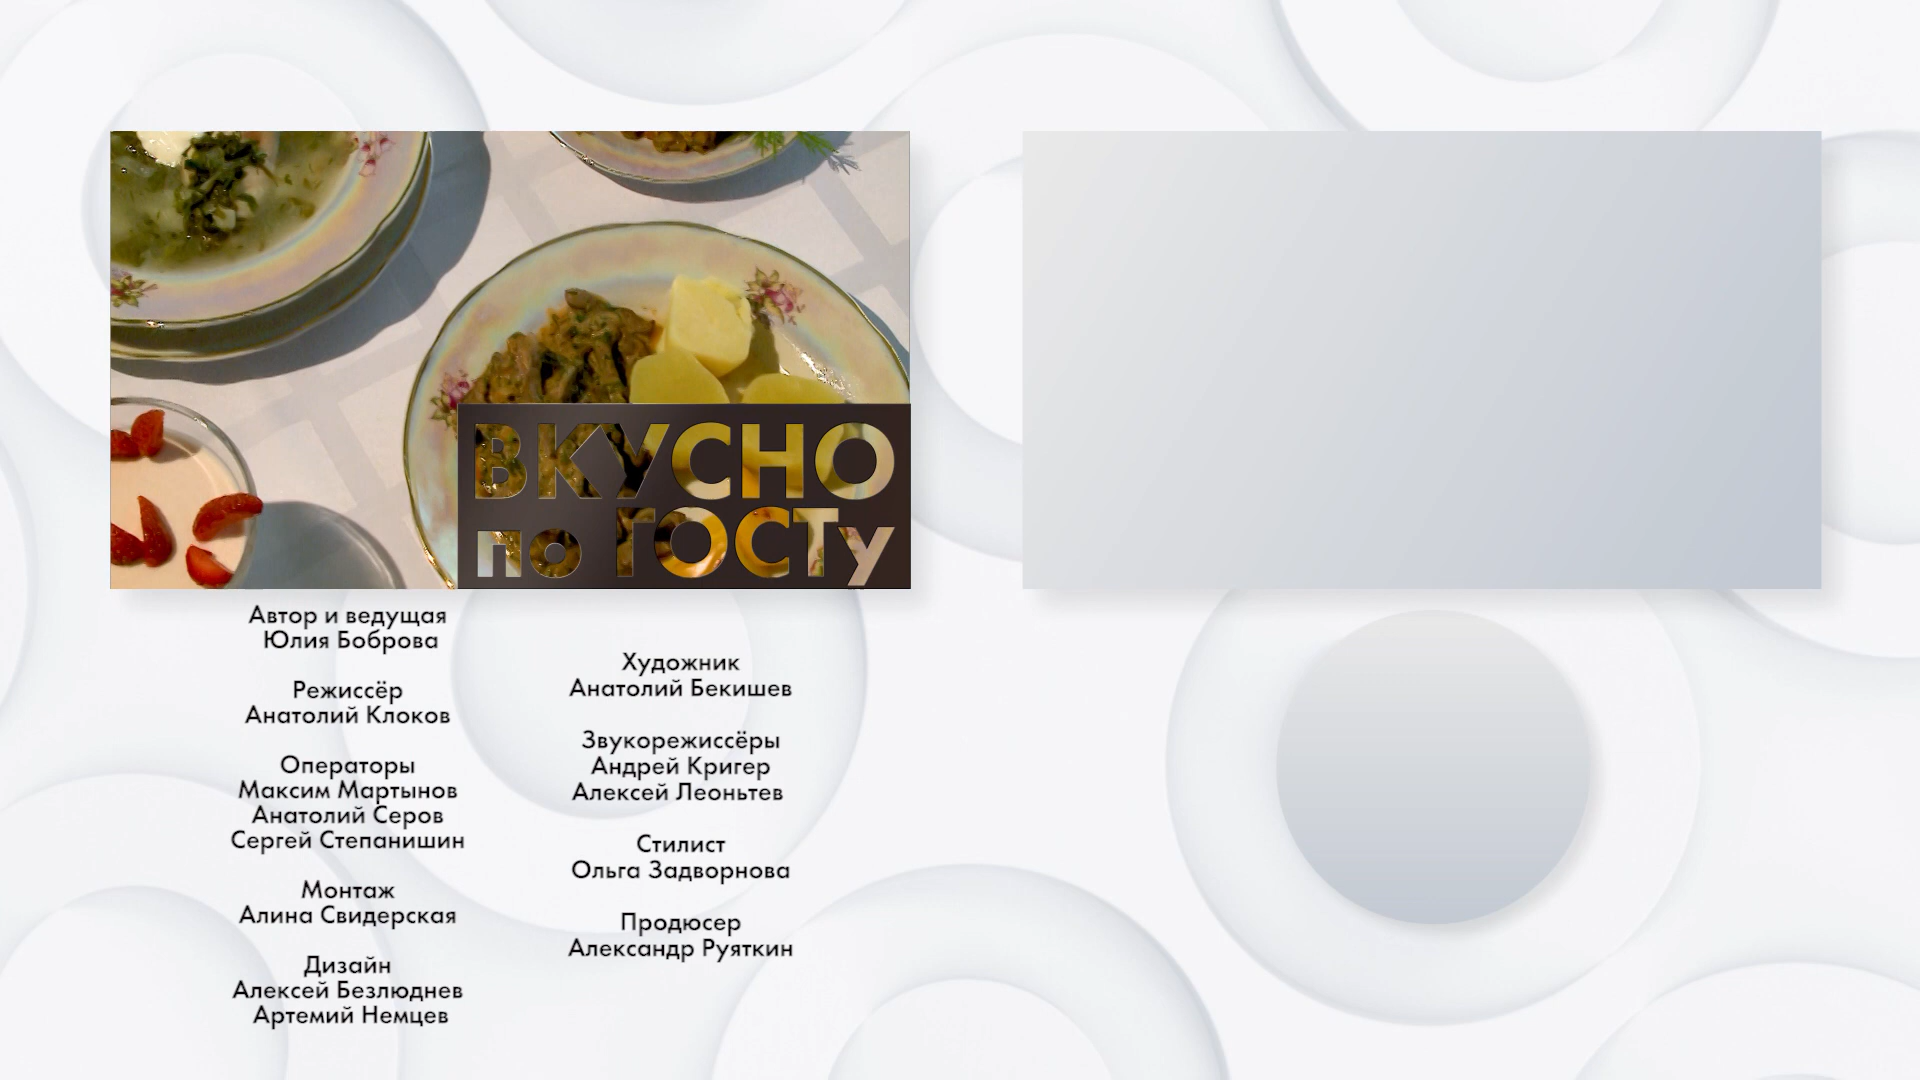 ВКУСНО
по ГОСТу
Автор и ведущая
Юлия Боброва
Режиссёр
Анатолий Клоков
Операторы
Максим Мартынов
Анатолий Серов
Сергей Степанишин
Монтаж
Алина Свидерская
Дизайн
Алексей Безлюднев
Артемий Немцев
Художник
Анатолий Бекишев
Звукорежиссёры
Андрей Кригер
Алексей Леоньтев
Стилист
Ольга Задворнова
Продюсер
Александр Руяткин